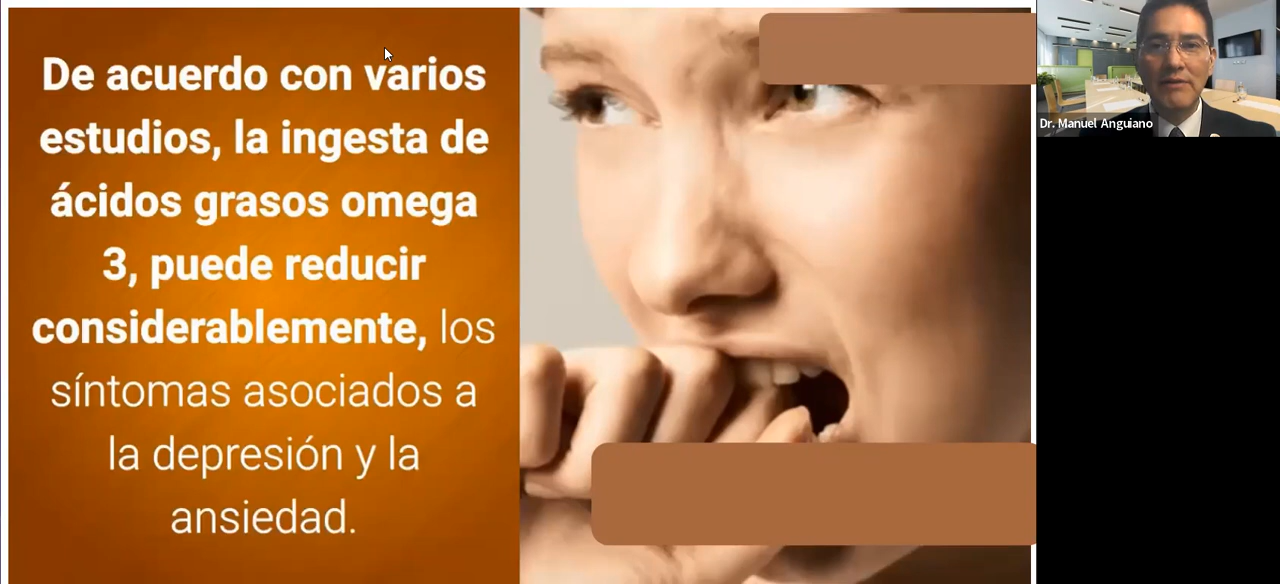 De acuerdo con varios
estudios, la ingesta de
ácidos grasos omega
3, puede reducir
considerablemente, los
síntomas asociados a
la depresión y la
ansiedad.
Dr. Manuel Anguiano